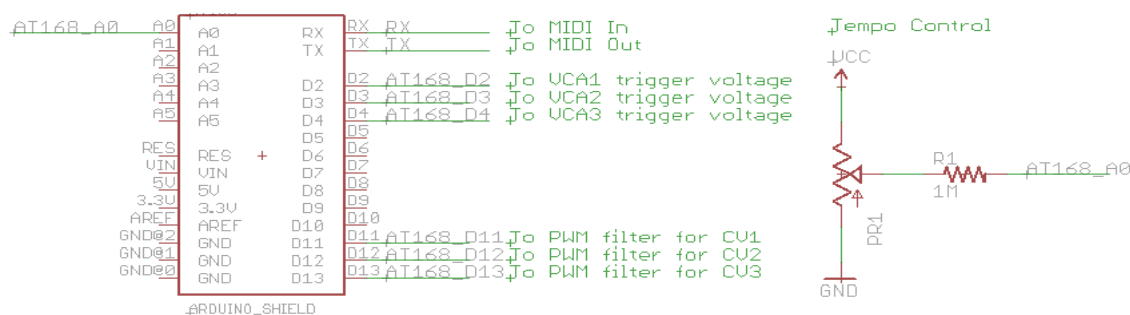 AT168_A0
A0
A1
A2
A3
A4
A5
RES
VIN
5V
3.3V
AREF
GND@2
GND@1
GND@0
A0
A1
A2
A3
A4
A5
RES
VIN
5V
3.3V
AREF
GND
GND
GND
RX
TX
D2
D3
D4
D5
D6
D7
D8
D9
D10
D11
D12
D13
RX RX To MIDI In
TX TX To MIDI Out
D2 AT168_D2 To VCA1 trigger voltage
D3 AT168_D3 To VCA2 trigger voltage
D4 AT168_D4 To VCA3 trigger voltage
D5
D6
D7
D8
D9
D10
D11 AT168_D11 To PWM filter for CV1
D12 AT168_D12 To PWM filter for CV2
D13 AT168_D13 To PWM filter for CV3
ARDUINO_SHIELD
Tempo Control
VCC
R1
1M
AT168_A0
PR1
GND